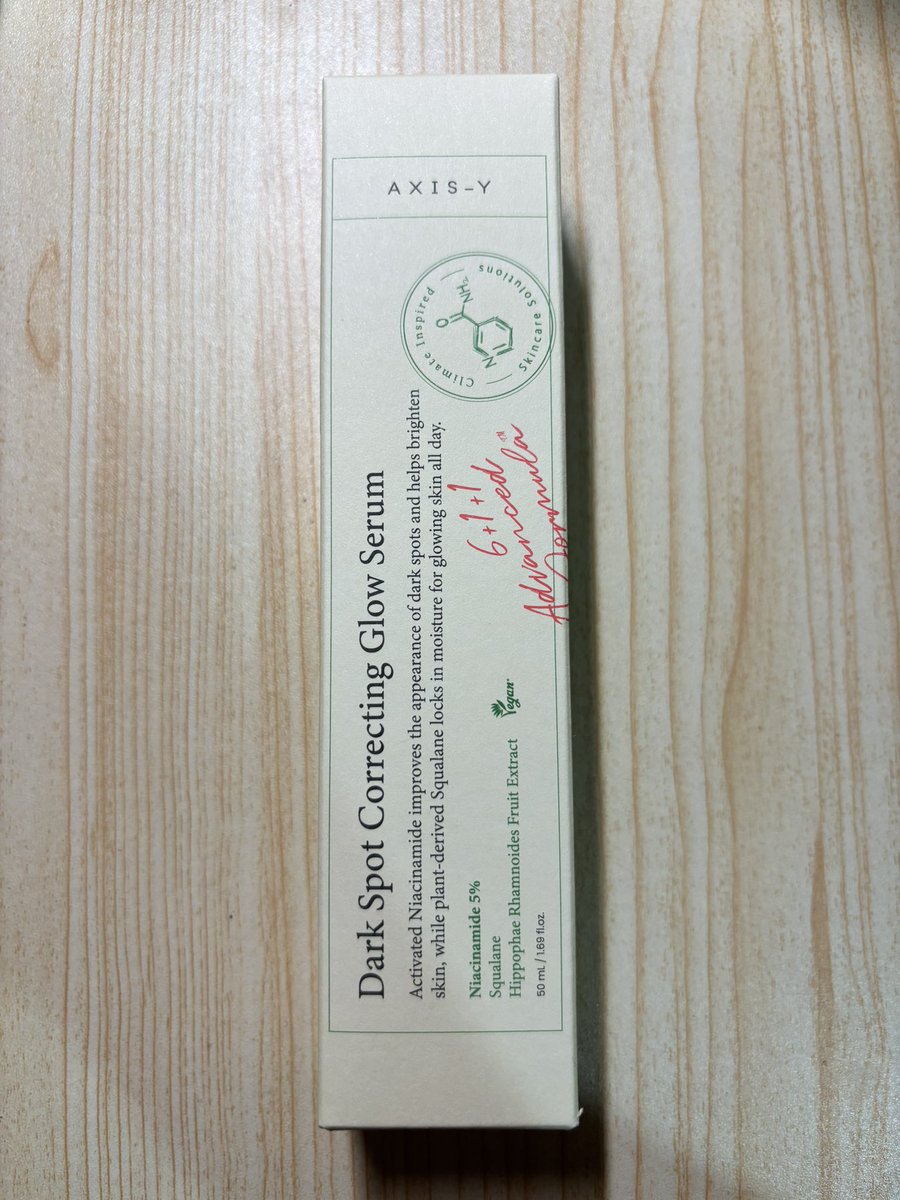 AXIS-Y
Climate Inspired
Skincare Solutions
O
NH₂
N
Dark Spot Correcting Glow Serum
Activated Niacinamide improves the appearance of dark spots and helps brighten
skin, while plant-derived Squalane locks in moisture for glowing skin all day.
6+1+1
Advanced
Formula™
Niacinamide 5%
Squalane
Hippophae Rhamnoides Fruit Extract
Vegan
50 mL / 1.69 fl.oz.